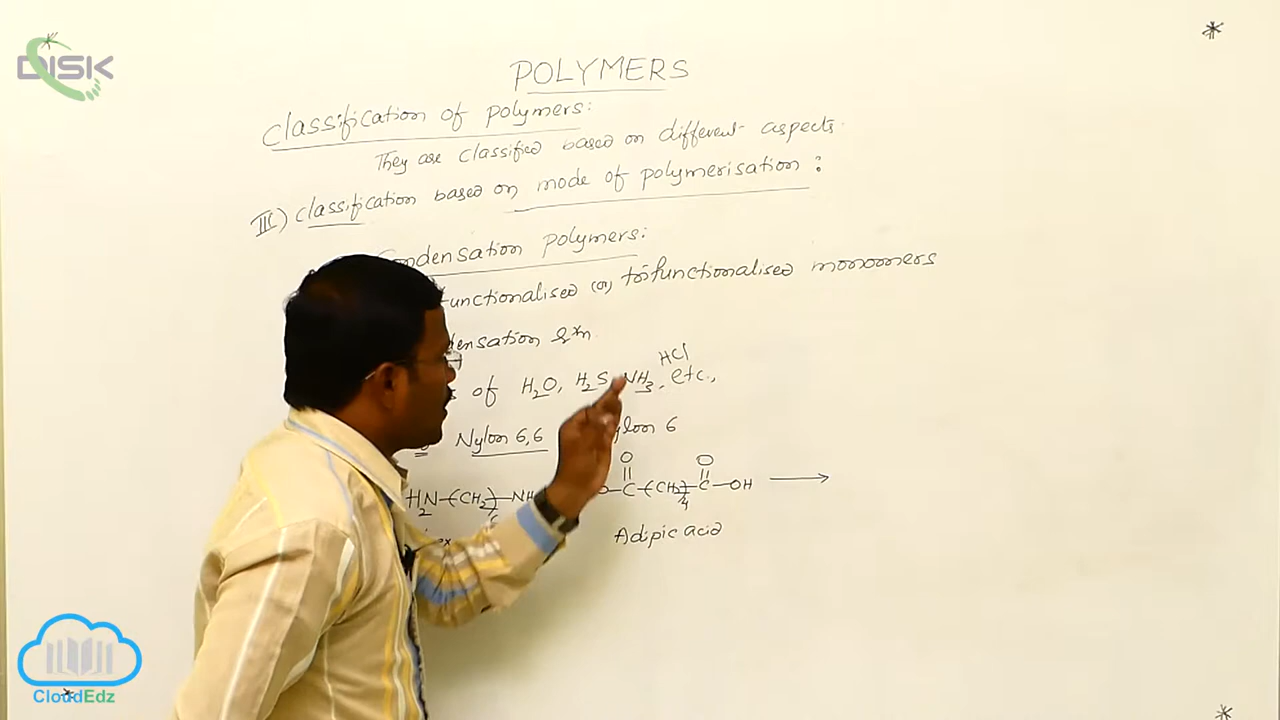 DISK
POLYMERS
Classification of polymers:
They are classified based on different aspects.
III) Classification based on mode of polymerisation:
Condensation polymers:
functionalised (or) trifunctionalised monomers
densation
HCl
of H2O, H2S, NH3, etc.,
Nylon 6,6 ylon 6
H2N-(CH2)-NH -C-(CH2)4-C-OH →
O O
Adipic acid
CloudEdz